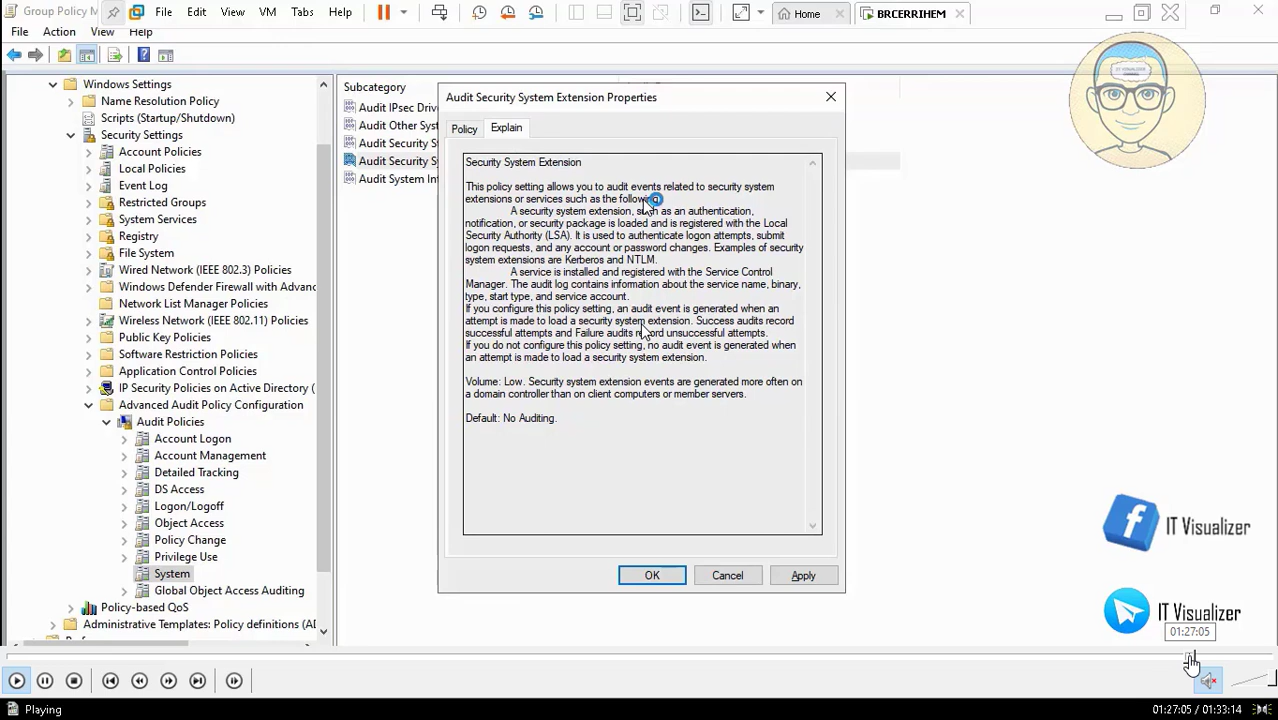 Group Policy M
File Edit View VM Tabs Help
Home
BRCERRIHEM
File Action View Help
Windows Settings
Name Resolution Policy
Scripts (Startup/Shutdown)
Security Settings
Account Policies
Local Policies
Event Log
Restricted Groups
System Services
Registry
File System
Wired Network (IEEE 802.3) Policies
Windows Defender Firewall with Advanc
Network List Manager Policies
Wireless Network (IEEE 802.11) Policies
Public Key Policies
Software Restriction Policies
Application Control Policies
IP Security Policies on Active Directory (
Advanced Audit Policy Configuration
Audit Policies
Account Logon
Account Management
Detailed Tracking
DS Access
Logon/Logoff
Object Access
Policy Change
Privilege Use
System
Global Object Access Auditing
Policy-based QoS
Administrative Templates: Policy definitions (AD
Subcategory
Audit IPsec Driv
Audit Other Syst
Audit Security S
Audit Security S
Audit System Int
Audit Security System Extension Properties
Policy Explain
Security System Extension
This policy setting allows you to audit events related to security system
extensions or services such as the following:
A security system extension, such as an authentication,
notification, or security package is loaded and is registered with the Local
Security Authority (LSA). It is used to authenticate logon attempts, submit
logon requests, and any account or password changes. Examples of security
system extensions are Kerberos and NTLM.
A service is installed and registered with the Service Control
Manager. The audit log contains information about the service name, binary,
type, start type, and service account.
If you configure this policy setting, an audit event is generated when an
attempt is made to load a security system extension. Success audits record
successful attempts and Failure audits record unsuccessful attempts.
If you do not configure this policy setting, no audit event is generated when
an attempt is made to load a security system extension.
Volume: Low. Security system extension events are generated more often on
a domain controller than on client computers or member servers.
Default: No Auditing.
OK Cancel Apply
IT VISUALIZER
CHANNEL
IT Visualizer
IT Visualizer
01:27:05
Playing
01:27:05 / 01:33:14